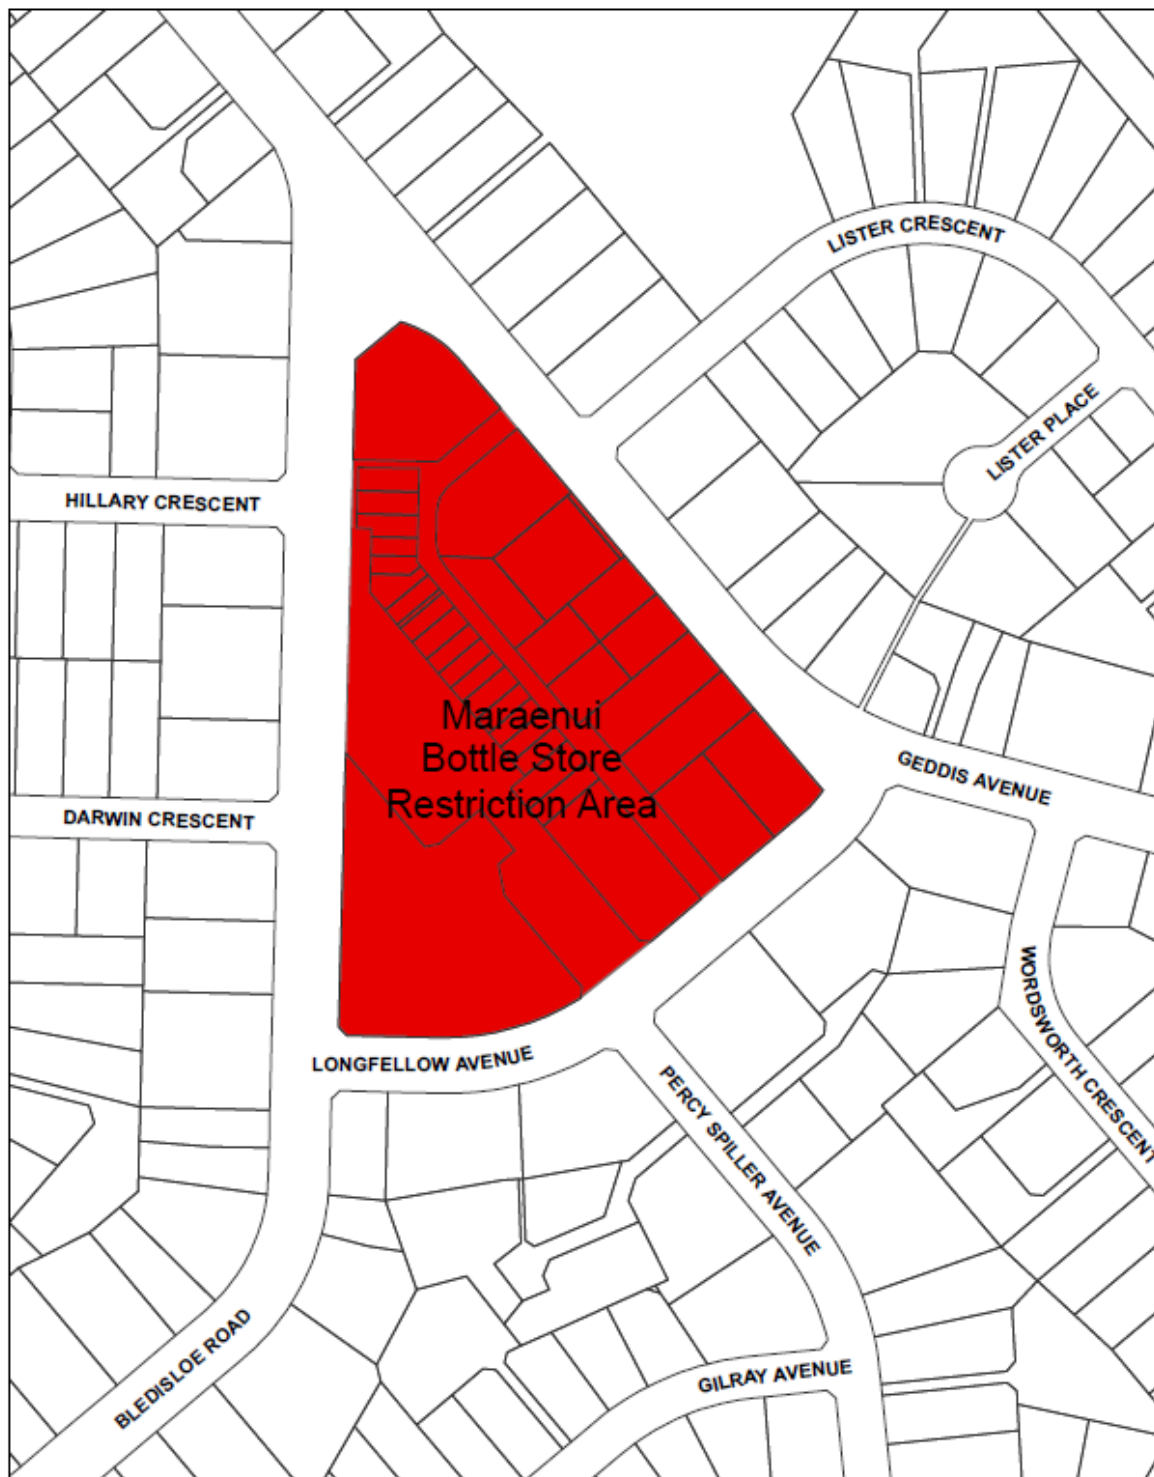 LISTER CRESCENT
LISTER PLACE
HILLARY CRESCENT
Maraenui
Bottle Store
Restriction Area
GEDDIS AVENUE
DARWIN CRESCENT
WORDSWORTH CRESCENT
LONGFELLOW AVENUE
PERCY SPILLER AVENUE
BLEDISLOE ROAD
GILRAY AVENUE